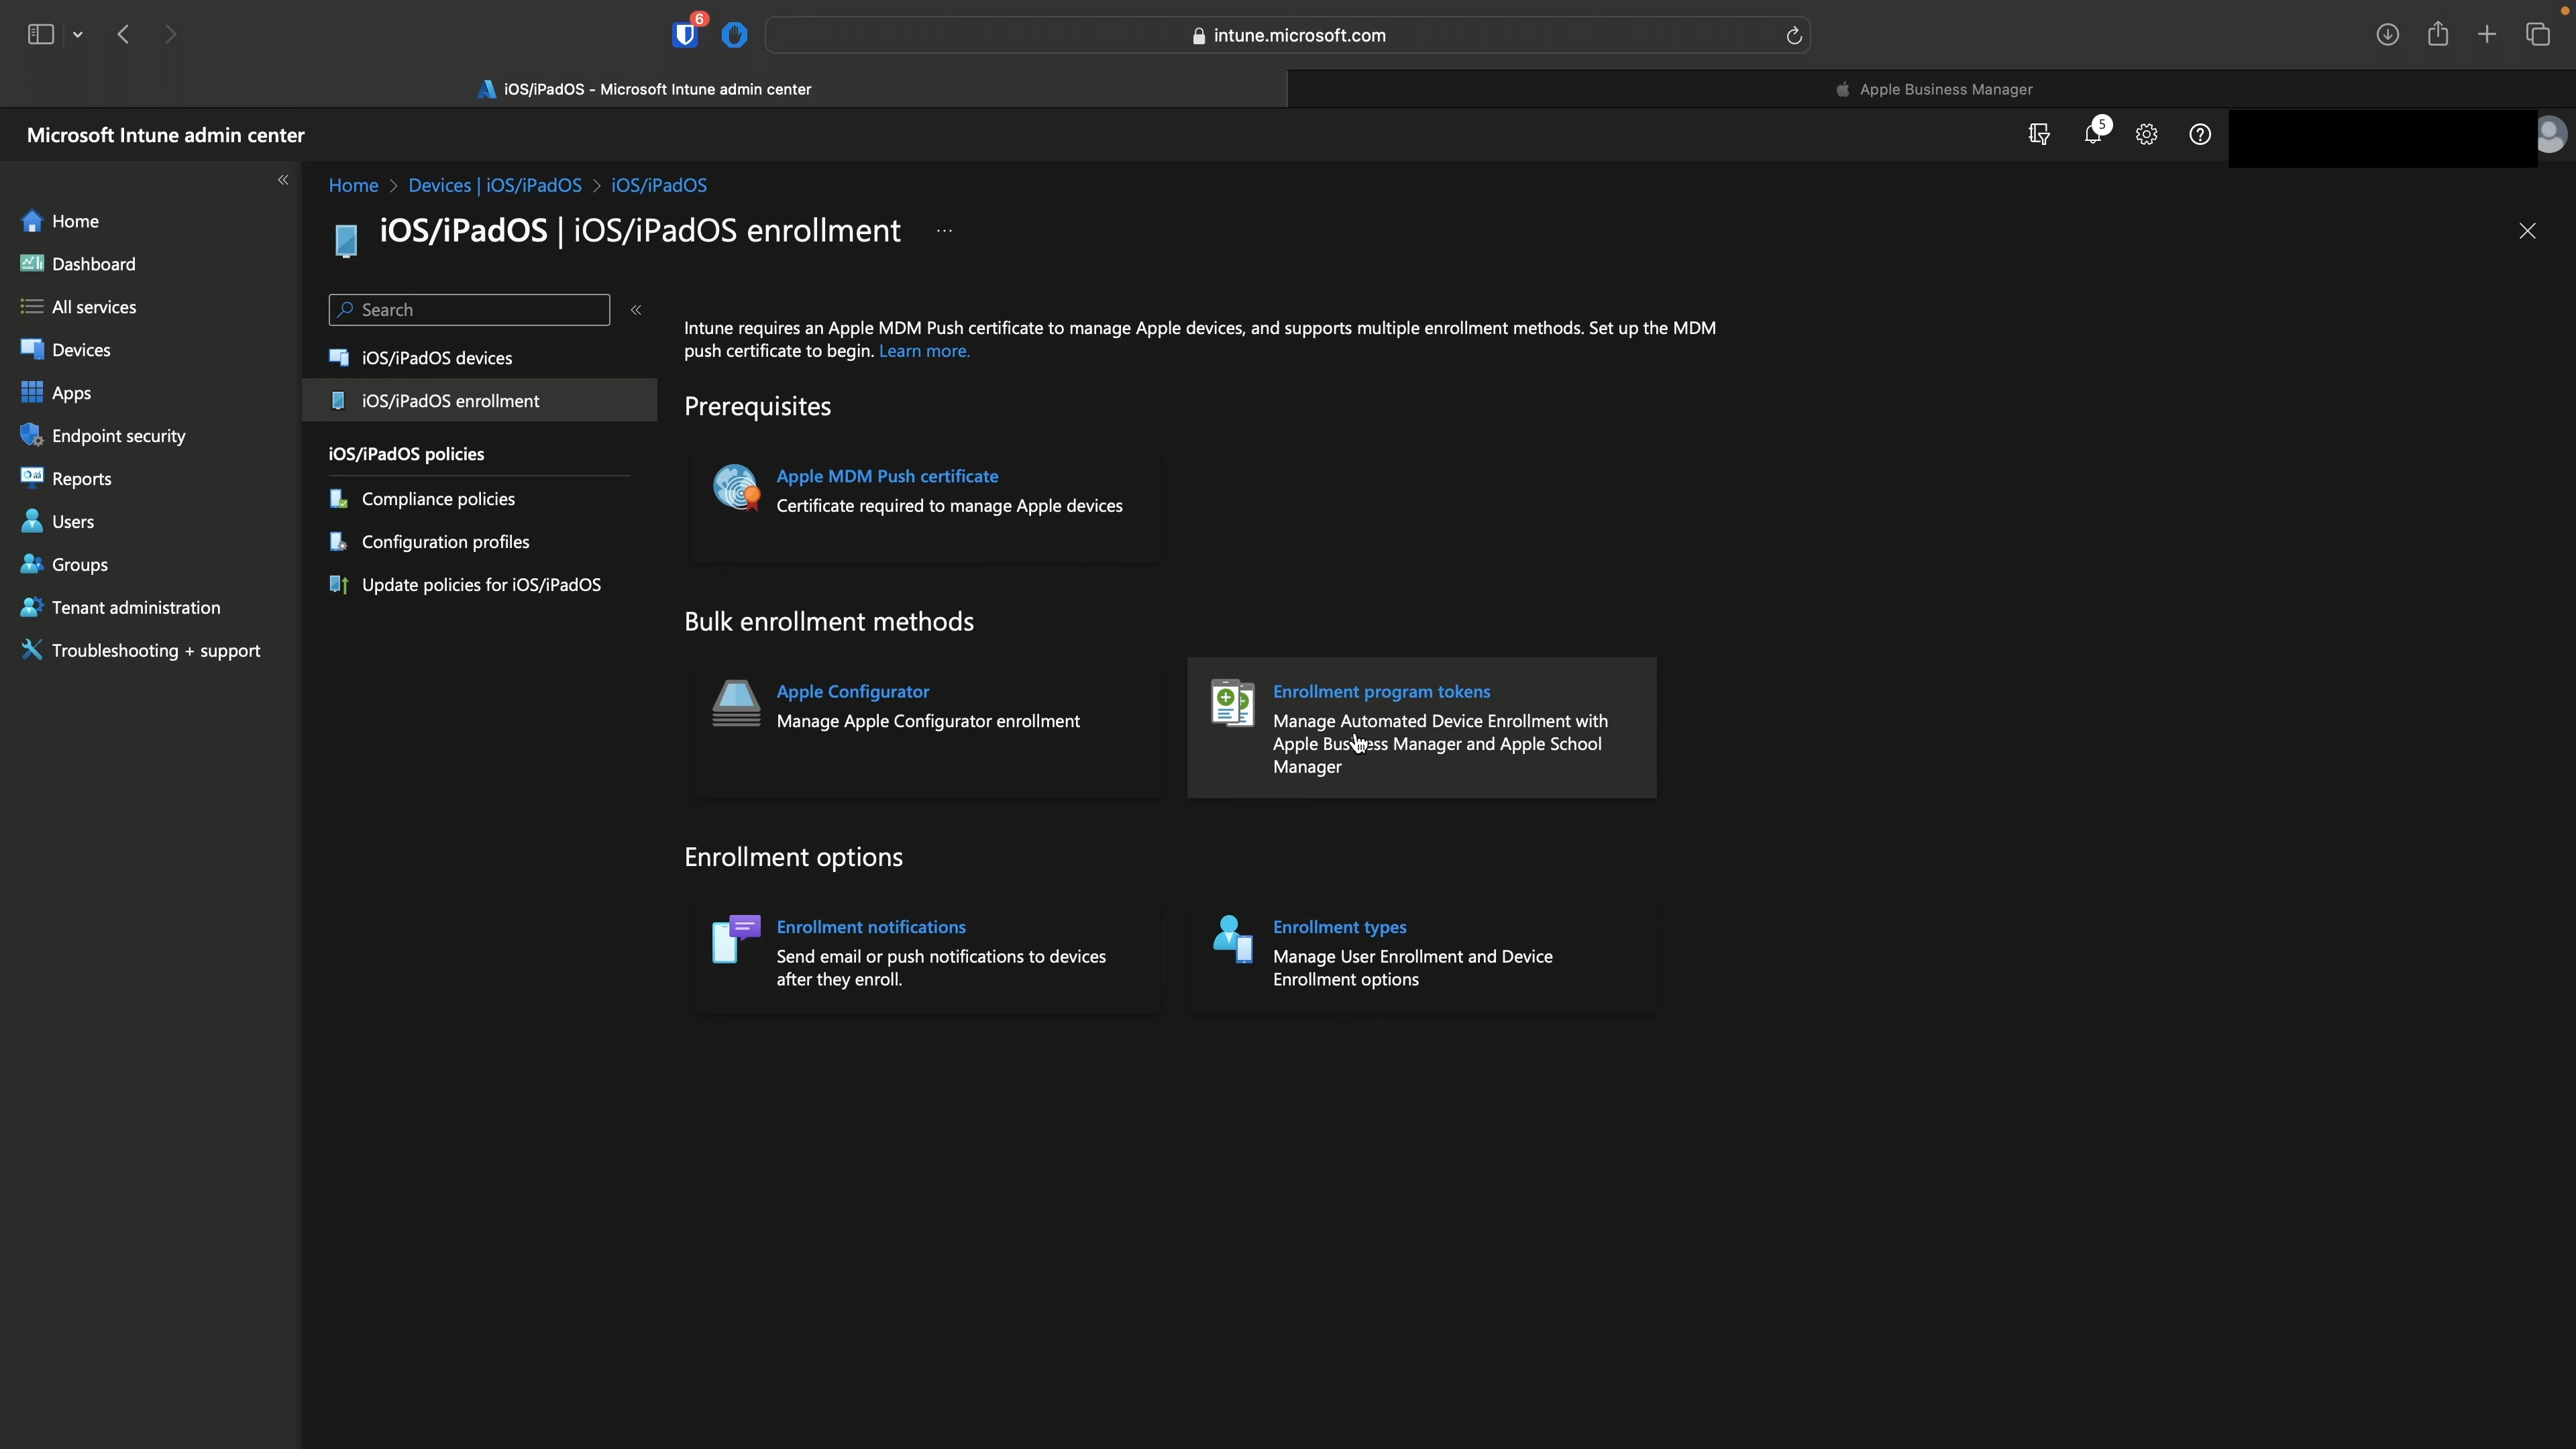 6
intune.microsoft.com
iOS/iPadOS - Microsoft Intune admin center
Apple Business Manager
Microsoft Intune admin center
5
Home > Devices | iOS/iPadOS > iOS/iPadOS
iOS/iPadOS | iOS/iPadOS enrollment ...
Home
Dashboard
All services
Devices
Apps
Endpoint security
Reports
Users
Groups
Tenant administration
Troubleshooting + support
Search
iOS/iPadOS devices
iOS/iPadOS enrollment
iOS/iPadOS policies
Compliance policies
Configuration profiles
Update policies for iOS/iPadOS
Intune requires an Apple MDM Push certificate to manage Apple devices, and supports multiple enrollment methods. Set up the MDM
push certificate to begin. Learn more.
Prerequisites
Apple MDM Push certificate
Certificate required to manage Apple devices
Bulk enrollment methods
Apple Configurator
Manage Apple Configurator enrollment
Enrollment program tokens
Manage Automated Device Enrollment with
Apple Business Manager and Apple School
Manager
Enrollment options
Enrollment notifications
Send email or push notifications to devices
after they enroll.
Enrollment types
Manage User Enrollment and Device
Enrollment options